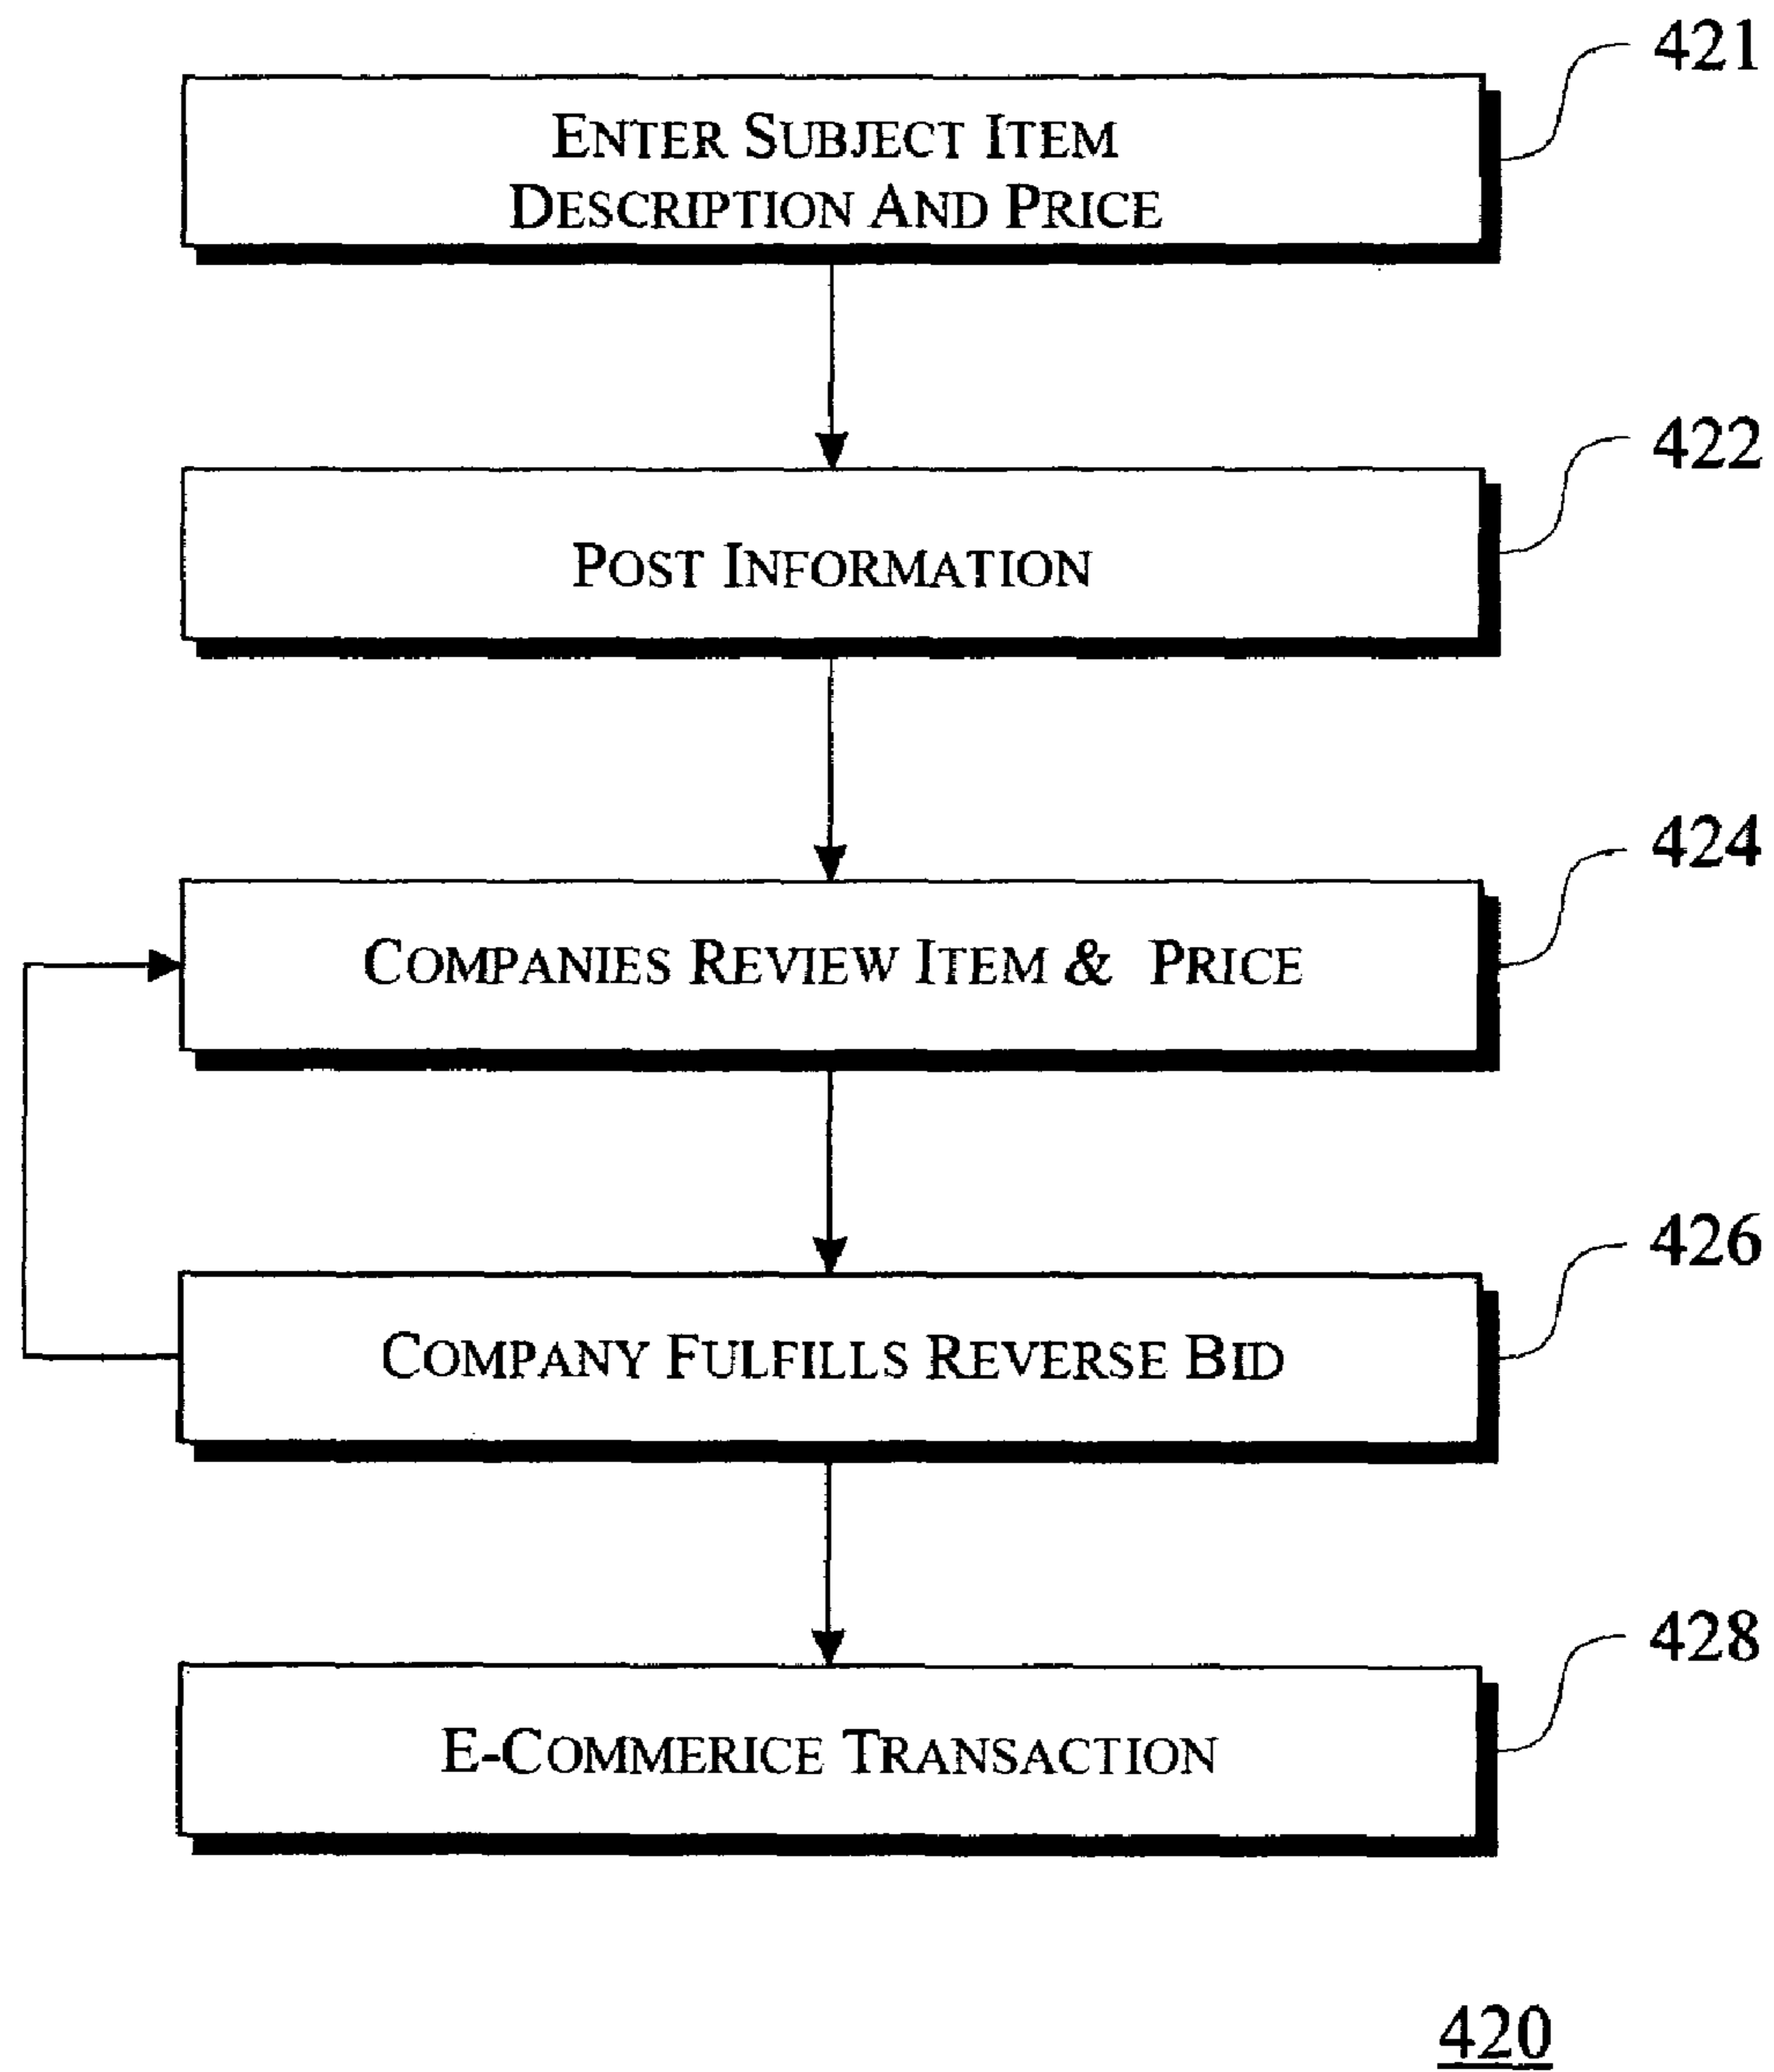 421
ENTER SUBJECT ITEM
DESCRIPTION AND PRICE
422
POST INFORMATION
424
COMPANIES REVIEW ITEM & PRICE
426
COMPANY FULFILLS REVERSE BID
428
E-COMMERICE TRANSACTION
420